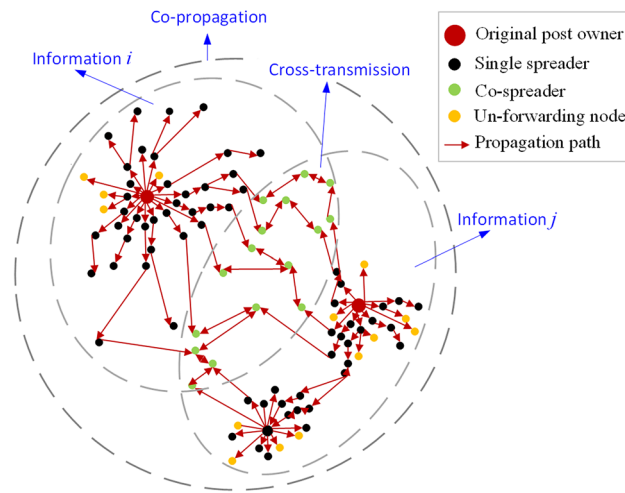 Co-propagation
Information i
Cross-transmission
Information j
Original post owner
Single spreader
Co-spreader
Un-forwarding node
Propagation path